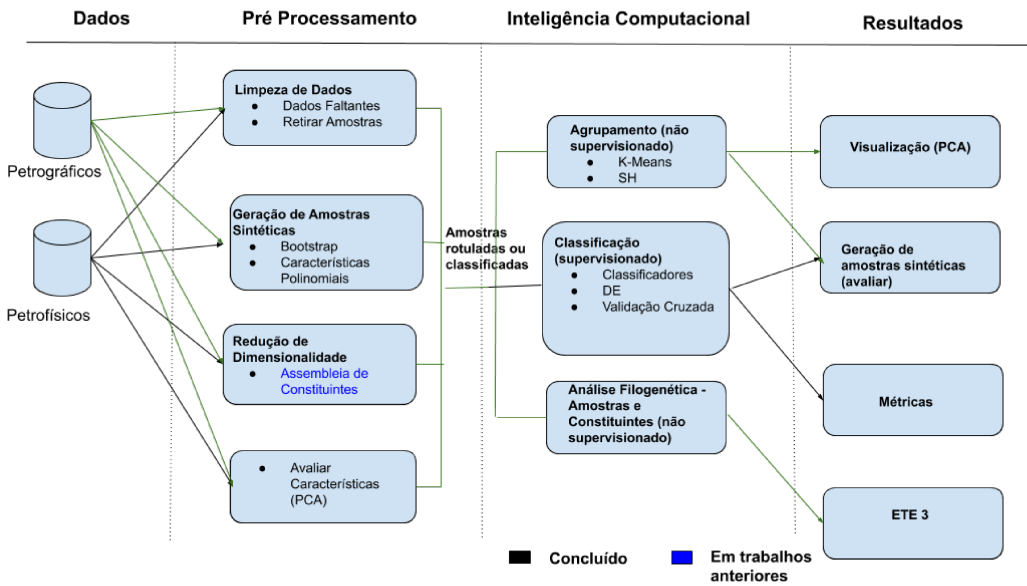 Dados
Pré Processamento
Inteligência Computacional
Resultados
Petrográficos
Petrofísicos
Limpeza de Dados
● Dados Faltantes
● Retirar Amostras
Geração de Amostras
Sintéticas
● Bootstrap
● Características
Polinomiais
Redução de
Dimensionalidade
● Assembleia de
Constituintes
● Avaliar
Características
(PCA)
Amostras
rotuladas ou
classificadas
Agrupamento (não
supervisionado)
● K-Means
● SH
Classificação
(supervisionado)
● Classificadores
● DE
● Validação Cruzada
Análise Filogenética -
Amostras e
Constituintes (não
supervisionado)
Visualização (PCA)
Geração de
amostras sintéticas
(avaliar)
Métricas
ETE 3
Concluído
Em trabalhos
anteriores